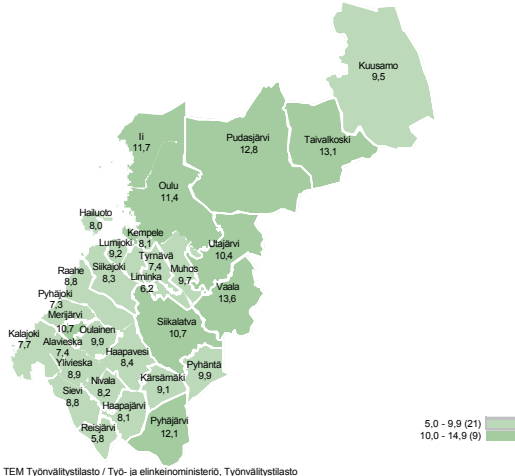 Kuusamo
9,5
Ii
11,7
Pudasjärvi
12,8
Taivalkoski
13,1
Oulu
11,4
Hailuoto
8,0
Kempele
8,1
Lumijoki
9,2
Tyrnävä
7,4
Utajärvi
10,4
Siikajoki
8,3
Liminka
6,2
Muhos
9,7
Raahe
8,8
Vaala
13,6
Pyhäjoki
7,3
Merijärvi
10,7
Siikalatva
10,7
Kalajoki
7,7
Alavieska
7,4
Oulainen
9,9
Haapavesi
8,4
Pyhäntä
9,9
Ylivieska
8,9
Kärsämäki
9,1
Sievi
8,8
Nivala
8,2
Haapajärvi
8,1
Reisjärvi
5,8
Pyhäjärvi
12,1
5,0 - 9,9 (21)
10,0 - 14,9 (9)
TEM Työnvälitystilasto / Työ- ja elinkeinoministeriö, Työnvälitystilasto